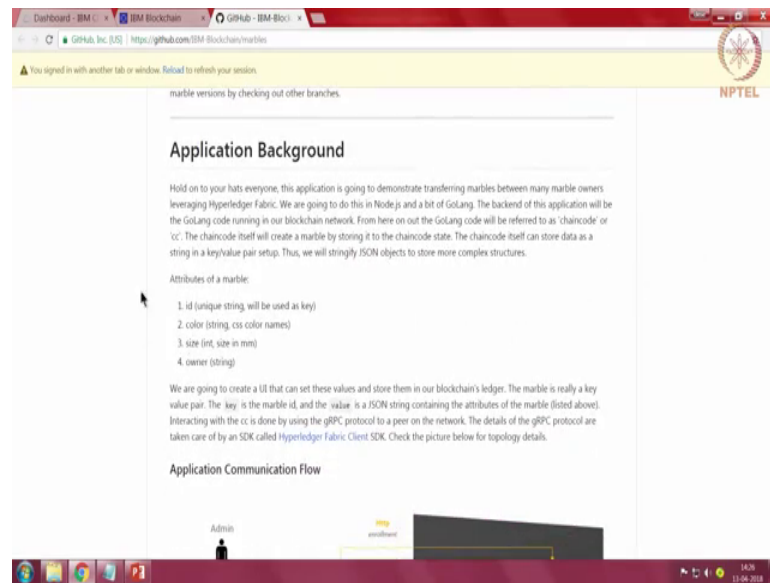 Dashboard - IBM C
IBM Blockchain
GitHub - IBM-Block
GitHub, Inc. [US] | https://github.com/IBM-Blockchain/marbles
You signed in with another tab or window. Reload to refresh your session.
NPTEL
marble versions by checking out other branches.
Application Background
Hold on to your hats everyone, this application is going to demonstrate transferring marbles between many marble owners
leveraging Hyperledger Fabric. We are going to do this in Node.js and a bit of GoLang. The backend of this application will be
the GoLang code running in our blockchain network. From here on out the GoLang code will be referred to as 'chaincode' or
'cc'. The chaincode itself will create a marble by storing it to the chaincode state. The chaincode itself can store data as a
string in a key/value pair setup. Thus, we will stringify JSON objects to store more complex structures.
Attributes of a marble:
1. id (unique string, will be used as key)
2. color (string, css color names)
3. size (int, size in mm)
4. owner (string)
We are going to create a UI that can set these values and store them in our blockchain's ledger. The marble is really a key
value pair. The key is the marble id, and the value is a JSON string containing the attributes of the marble (listed above).
Interacting with the cc is done by using the gRPC protocol to a peer on the network. The details of the gRPC protocol are
taken care of by an SDK called Hyperledger Fabric Client SDK. Check the picture below for topology details.
Application Communication Flow
Admin
enrollment
14:26
13-04-2018